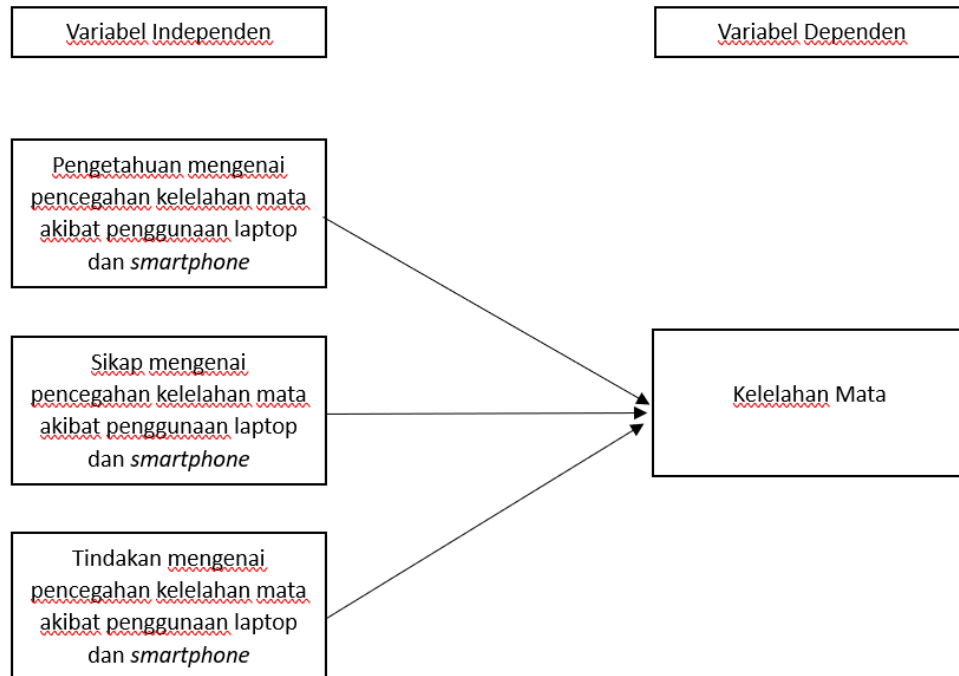 Variabel Independen
Variabel Dependen
Pengetahuan mengenai
pencegahan kelelahan mata
akibat penggunaan laptop
dan smartphone
Sikap mengenai
pencegahan kelelahan mata
akibat penggunaan laptop
dan smartphone
Kelelahan Mata
Tindakan mengenai
pencegahan kelelahan mata
akibat penggunaan laptop
dan smartphone